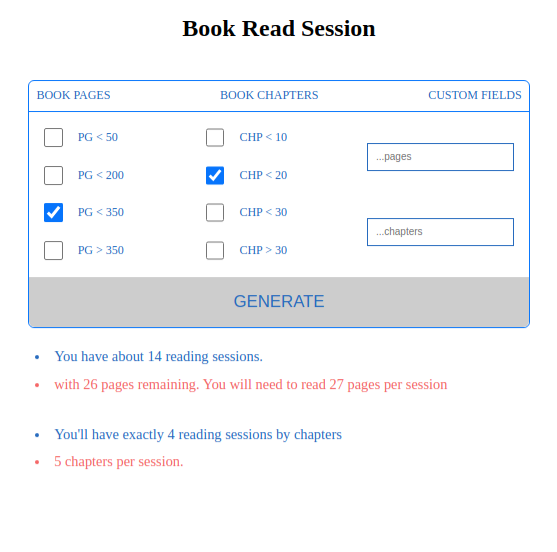 Book Read Session
BOOK PAGES BOOK CHAPTERS CUSTOM FIELDS
PG < 50 CHP < 10
...pages
PG < 200 CHP < 20
PG < 350 CHP < 30
...chapters
PG > 350 CHP > 30
GENERATE
You have about 14 reading sessions.
with 26 pages remaining. You will need to read 27 pages per session
You'll have exactly 4 reading sessions by chapters
5 chapters per session.